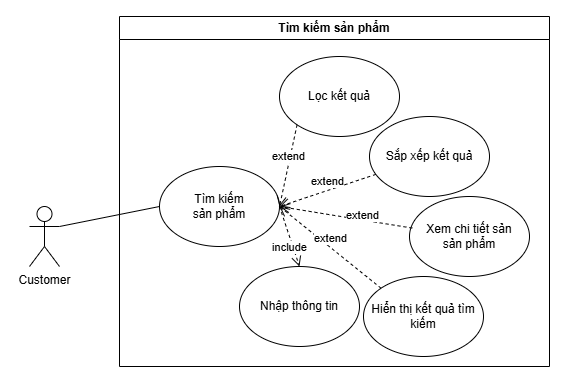 Tìm kiếm sản phẩm
Lọc kết quả
extend
Sắp xếp kết quả
extend
Tìm kiếm
sản phẩm
extend
Xem chi tiết sản
sản phẩm
extend
include
Customer
Nhập thông tin
Hiển thị kết quả tìm
kiếm